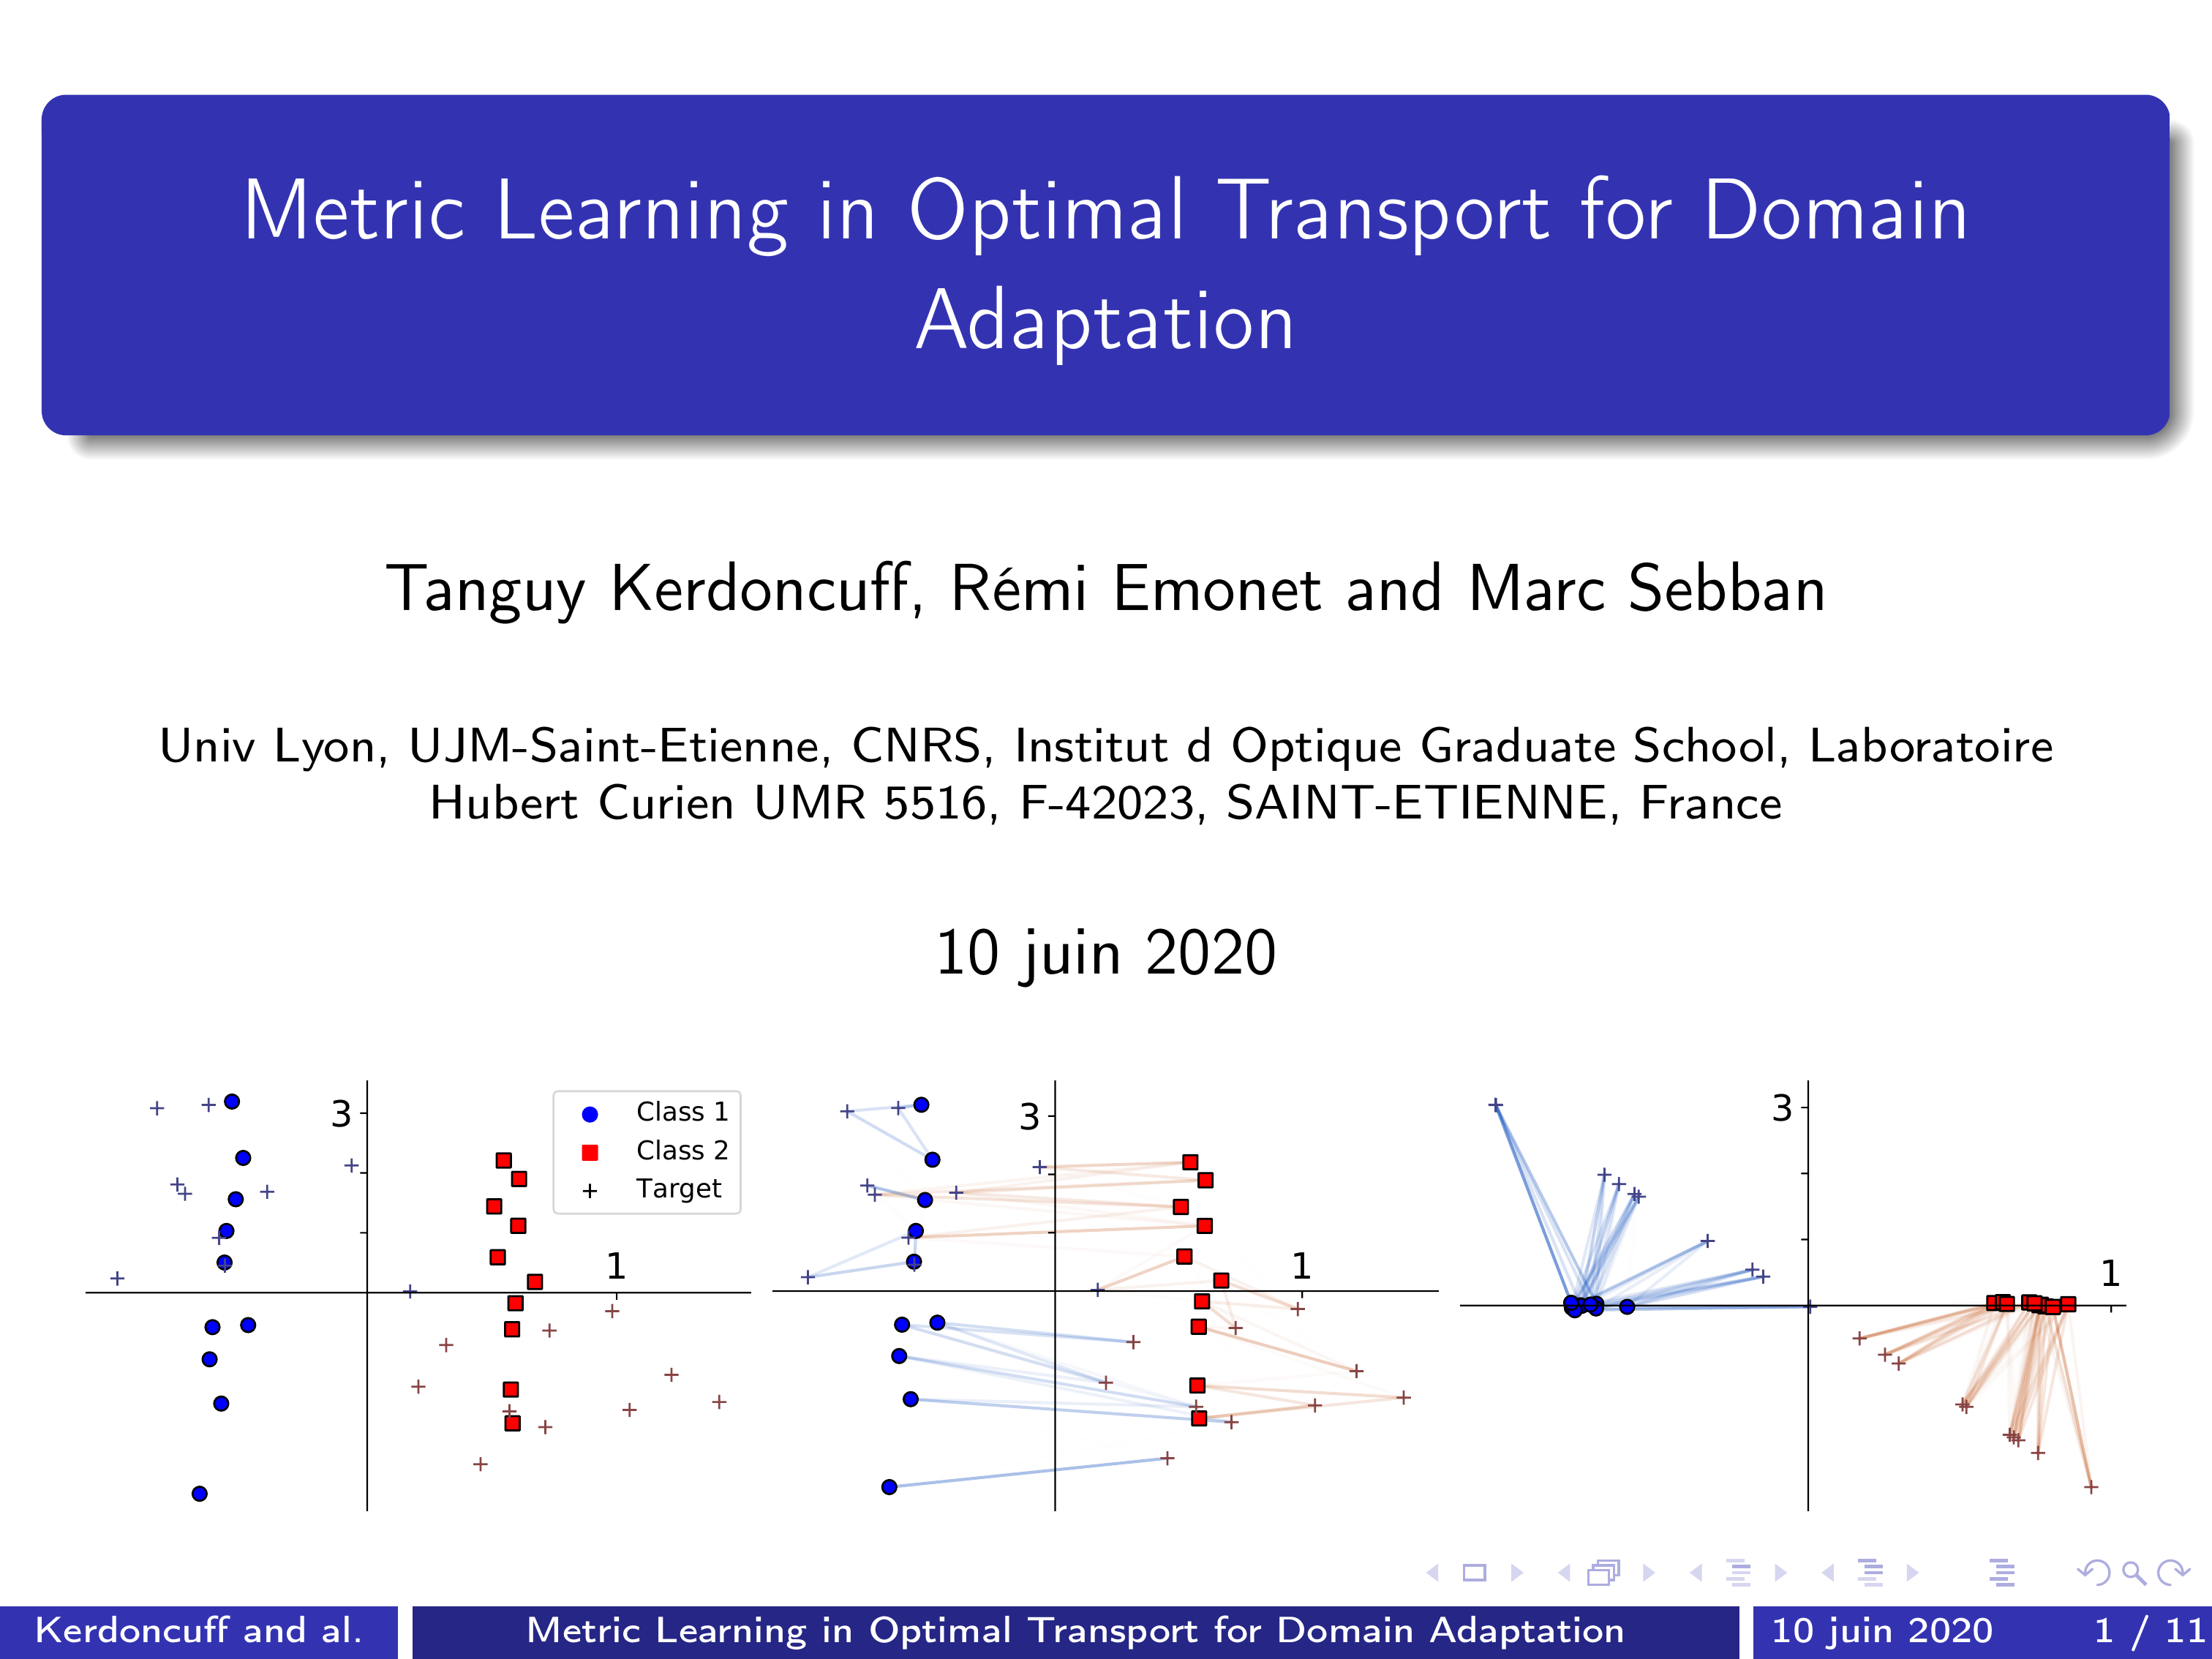 Metric Learning in Optimal Transport for Domain
Adaptation
Tanguy Kerdoncuff, Rémi Emonet and Marc Sebban
Univ Lyon, UJM-Saint-Etienne, CNRS, Institut d Optique Graduate School, Laboratoire
Hubert Curien UMR 5516, F-42023, SAINT-ETIENNE, France
10 juin 2020
3
Class 1
Class 2
Target
1
3
1
3
1
Kerdoncuff and al.
Metric Learning in Optimal Transport for Domain Adaptation
10 juin 2020
1 / 11